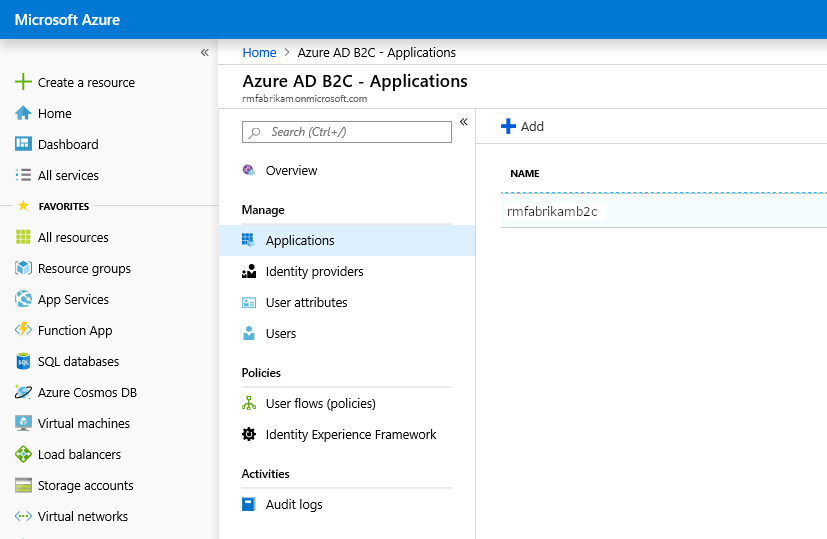 Microsoft Azure
«
Create a resource
Home
Dashboard
All services
FAVORITES
All resources
Resource groups
App Services
Function App
SQL databases
Azure Cosmos DB
Virtual machines
Load balancers
Storage accounts
Virtual networks
Home > Azure AD B2C - Applications
Azure AD B2C - Applications
rmfabrikam.onmicrosoft.com
Search (Ctrl+/)
«
Overview
Manage
Applications
Identity providers
User attributes
Users
Policies
User flows (policies)
Identity Experience Framework
Activities
Audit logs
Add
NAME
rmfabrikamb2c